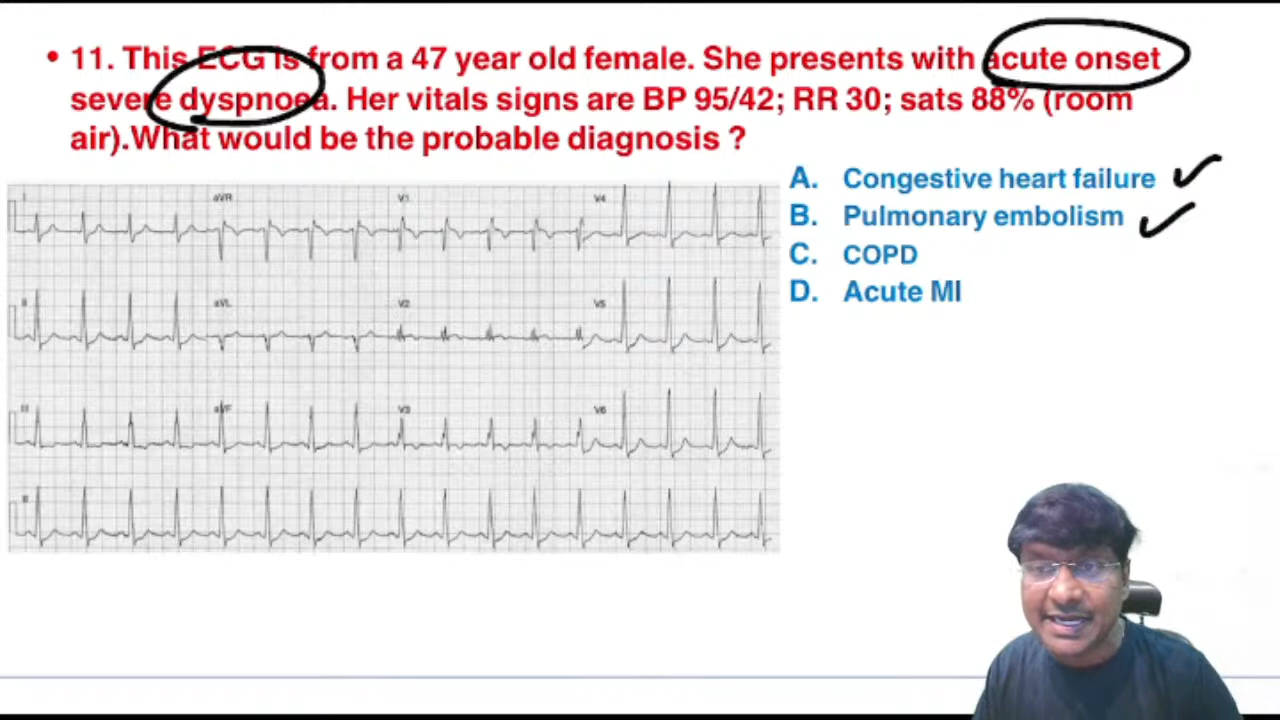 • 11. This ECG is from a 47 year old female. She presents with acute onset
severe dyspnoea. Her vitals signs are BP 95/42; RR 30; sats 88% (room
air).What would be the probable diagnosis ?
A. Congestive heart failure
B. Pulmonary embolism
C. COPD
D. Acute MI
I aVR V1 V4
II aVL V2 V5
III aVF V3 V6
II